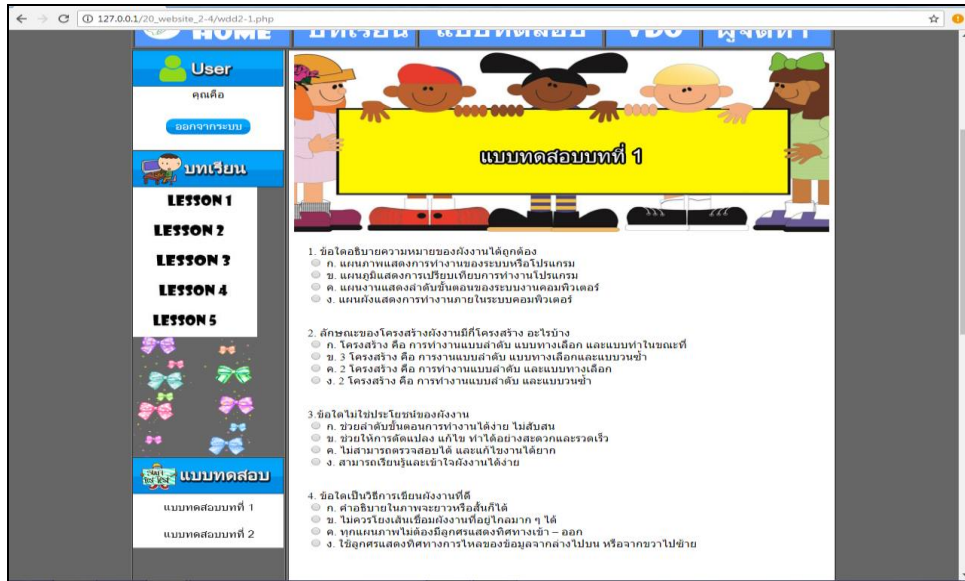 127.0.0.1/20_website_2-4/wdd2-1.php
HOME บทเรียน แบบทดสอบ VDO ผู้จัดทำ
User
คุณคือ
ออกจากระบบ
บทเรียน
LESSON 1
LESSON 2
LESSON 3
LESSON 4
LESSON 5
แบบทดสอบ
แบบทดสอบบทที่ 1
แบบทดสอบบทที่ 2
แบบทดสอบบทที่ 1
1. ข้อใดอธิบายความหมายของผังงานได้ถูกต้อง
ก. แผนภาพแสดงการทำงานของระบบหรือโปรแกรม
ข. แผนภูมิแสดงการเปรียบเทียบการทำงานโปรแกรม
ค. แผนงานแสดงลำดับขั้นตอนของระบบงานคอมพิวเตอร์
ง. แผนผังแสดงการทำงานภายในระบบคอมพิวเตอร์
2. ลักษณะของโครงสร้างผังงานมีกี่โครงสร้าง อะไรบ้าง
ก. โครงสร้าง คือ การทำงานแบบลำดับ แบบทางเลือก และแบบทำในขณะที่
ข. 3 โครงสร้าง คือ การงานแบบลำดับ แบบทางเลือกและแบบวนซ้ำ
ค. 2 โครงสร้าง คือ การทำงานแบบลำดับ และแบบทางเลือก
ง. 2 โครงสร้าง คือ การทำงานแบบลำดับ และแบบวนซ้ำ
3.ข้อใดไม่ใช่ประโยชน์ของผังงาน
ก. ช่วยลำดับขั้นตอนการทำงานได้ง่าย ไม่สับสน
ข. ช่วยให้การดัดแปลง แก้ไข ทำได้อย่างสะดวกและรวดเร็ว
ค. ไม่สามารถตรวจสอบได้ และแก้ไขงานได้ยาก
ง. สามารถเรียนรู้และเข้าใจผังงานได้ง่าย
4. ข้อใดเป็นวิธีการเขียนผังงานที่ดี
ก. คำอธิบายในภาพจะยาวหรือสั้นก็ได้
ข. ไม่ควรโยงเส้นเชื่อมผังงานที่อยู่ไกลมาก ๆ ได้
ค. ทุกแผนภาพไม่ต้องมีลูกศรแสดงทิศทางเข้า – ออก
ง. ใช้ลูกศรแสดงทิศทางการไหลของข้อมูลจากล่างไปบน หรือจากขวาไปซ้าย